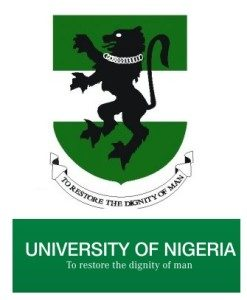 TO RESTORE THE DIGNITY OF MAN
UNIVERSITY OF NIGERIA
To restore the dignity of man